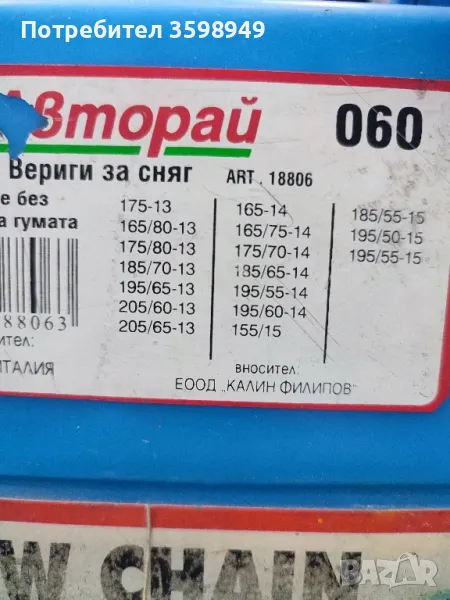 Потребител 3598949
Авторай
060
Вериги за сняг
ART. 18806
е без
а гумата
175-13
165/80-13
175/80-13
185/70-13
195/65-13
205/60-13
205/65-13
165-14
165/75-14
175/70-14
185/65-14
195/55-14
195/60-14
155/15
185/55-15
195/50-15
195/55-15
88063
ител:
ИТАЛИЯ
вносител:
ЕООД „КАЛИН ФИЛИПОВ"
W CHAIN
BAZAR